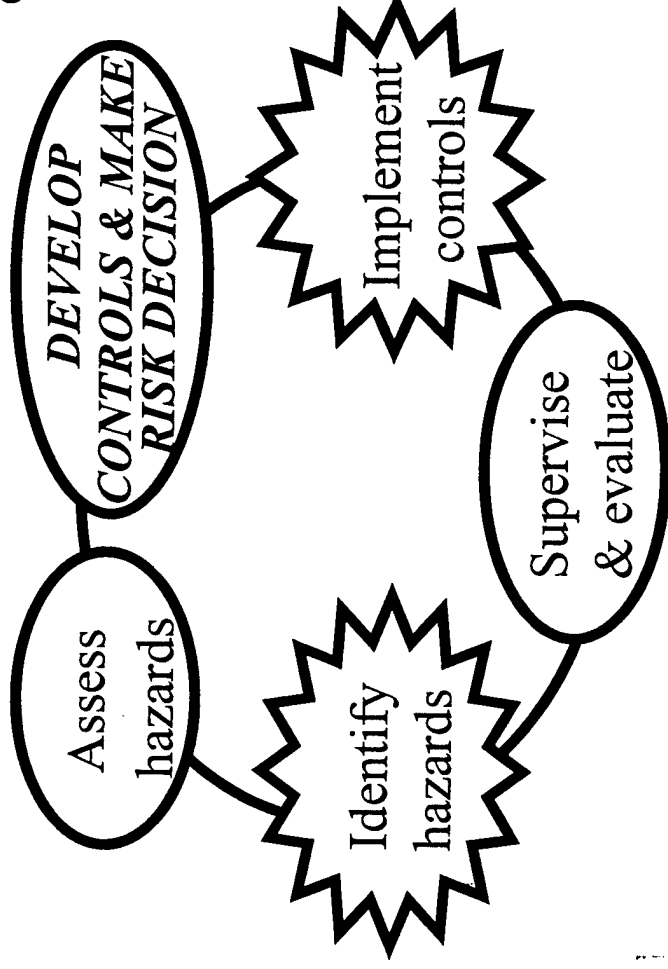 Assess
hazards
DEVELOP
CONTROLS & MAKE
RISK DECISION
Identify
hazards
Implement
controls
Supervise
& evaluate